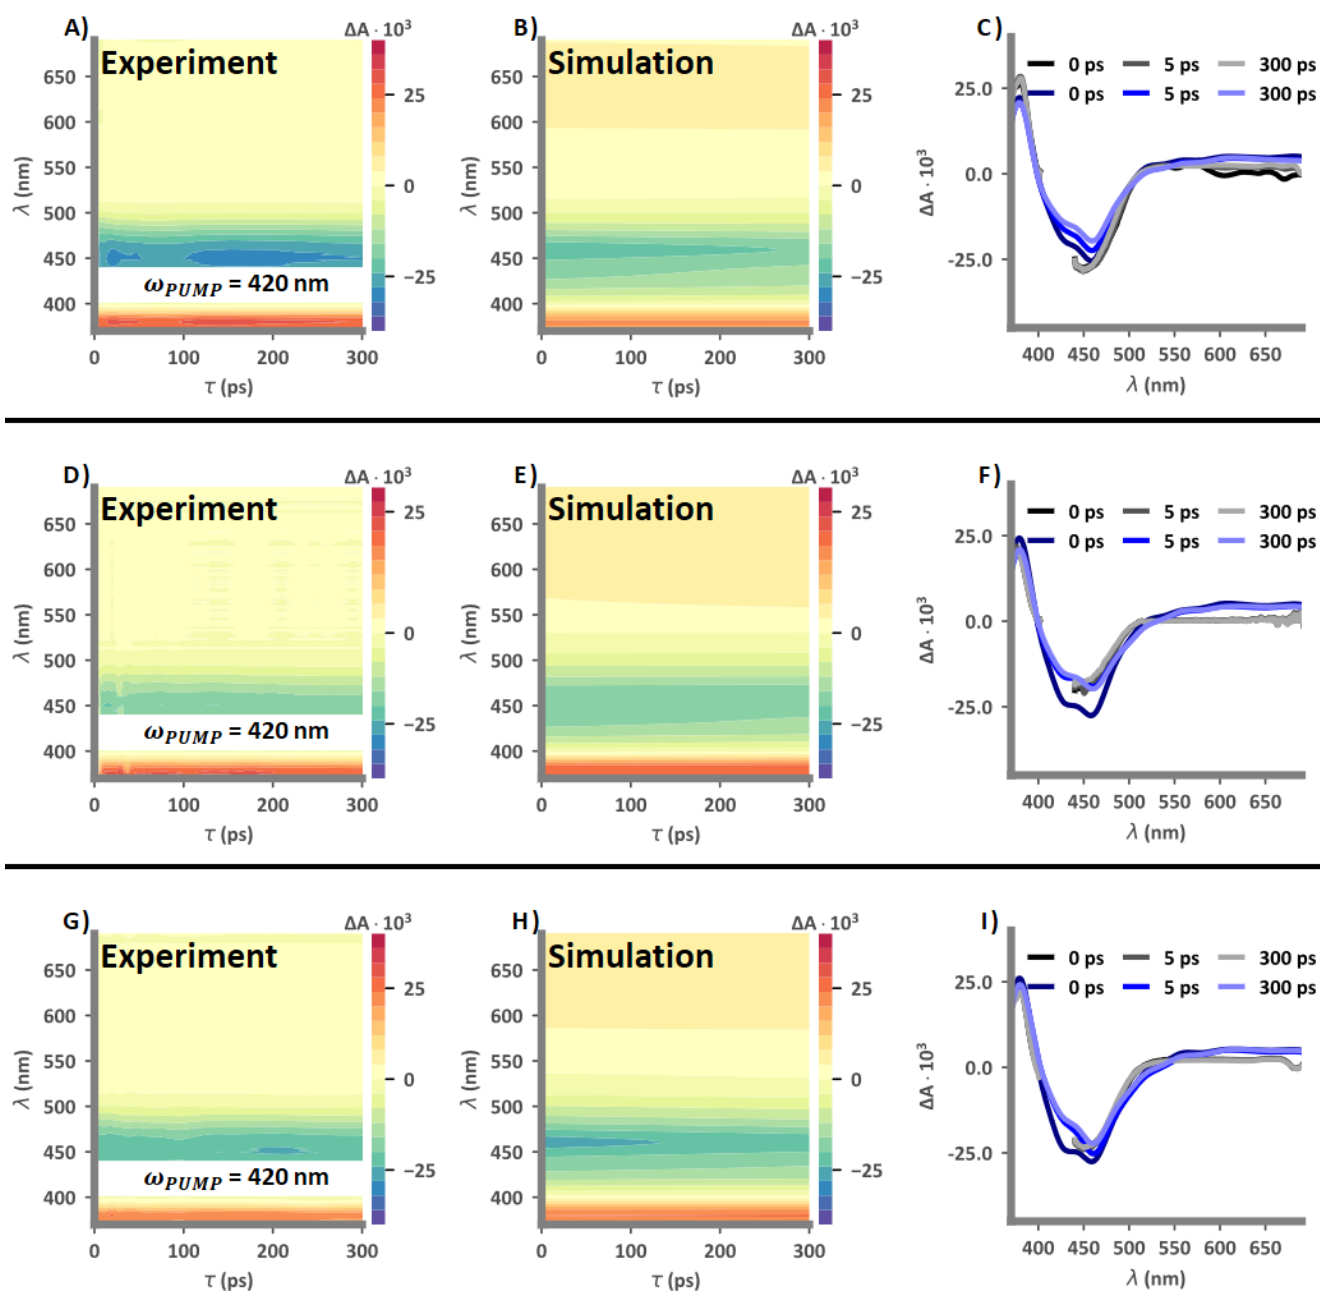 A)
Experiment
ΔA · 10³
25
0
−25
650
600
550
500
450
400
λ (nm)
ω_PUMP = 420 nm
0 100 200 300
τ (ps)
B)
Simulation
ΔA · 10³
25
0
−25
650
600
550
500
450
400
λ (nm)
0 100 200 300
τ (ps)
C)
0 ps 5 ps 300 ps
0 ps 5 ps 300 ps
25.0
0.0
−25.0
ΔA · 10³
400 450 500 550 600 650
λ (nm)
D)
Experiment
ΔA · 10³
25
0
−25
650
600
550
500
450
400
λ (nm)
ω_PUMP = 420 nm
0 100 200 300
τ (ps)
E)
Simulation
ΔA · 10³
25
0
−25
650
600
550
500
450
400
λ (nm)
0 100 200 300
τ (ps)
F)
0 ps 5 ps 300 ps
0 ps 5 ps 300 ps
25.0
0.0
−25.0
ΔA · 10³
400 450 500 550 600 650
λ (nm)
G)
Experiment
ΔA · 10³
25
0
−25
650
600
550
500
450
400
λ (nm)
ω_PUMP = 420 nm
0 100 200 300
τ (ps)
H)
Simulation
ΔA · 10³
25
0
−25
650
600
550
500
450
400
λ (nm)
0 100 200 300
τ (ps)
I)
0 ps 5 ps 300 ps
0 ps 5 ps 300 ps
25.0
0.0
−25.0
ΔA · 10³
400 450 500 550 600 650
λ (nm)